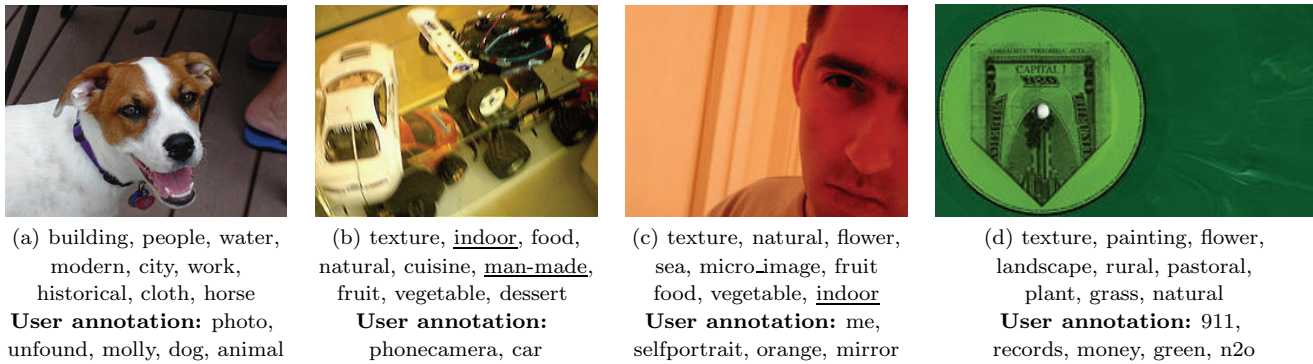 CAPITAL J
(a) building, people, water,
modern, city, work,
historical, cloth, horse
User annotation: photo,
unfound, molly, dog, animal
(b) texture, indoor, food,
natural, cuisine, man-made,
fruit, vegetable, dessert
User annotation:
phonecamera, car
(c) texture, natural, flower,
sea, micro_image, fruit
food, vegetable, indoor
User annotation: me,
selfportrait, orange, mirror
(d) texture, painting, flower,
landscape, rural, pastoral,
plant, grass, natural
User annotation: 911,
records, money, green, n2o